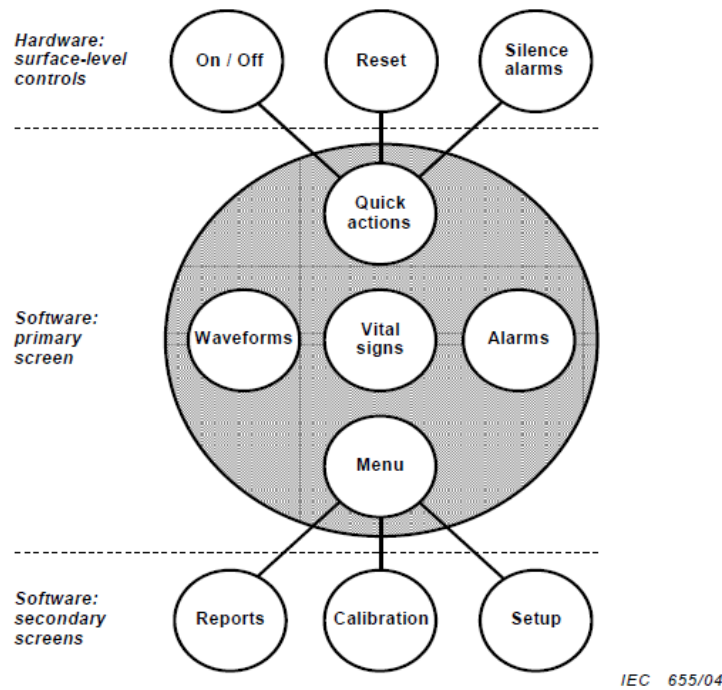 Hardware:
surface-level
controls
On / Off
Reset
Silence
alarms
Quick
actions
Software:
primary
screen
Waveforms
Vital
signs
Alarms
Menu
Software:
secondary
screens
Reports
Calibration
Setup
IEC 655/04